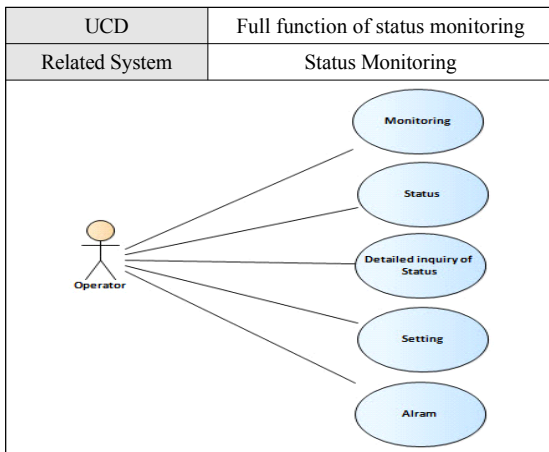 UCD
Full function of status monitoring
Related System
Status Monitoring
Monitoring
Status
Detailed inquiry of
Status
Operator
Setting
Alram